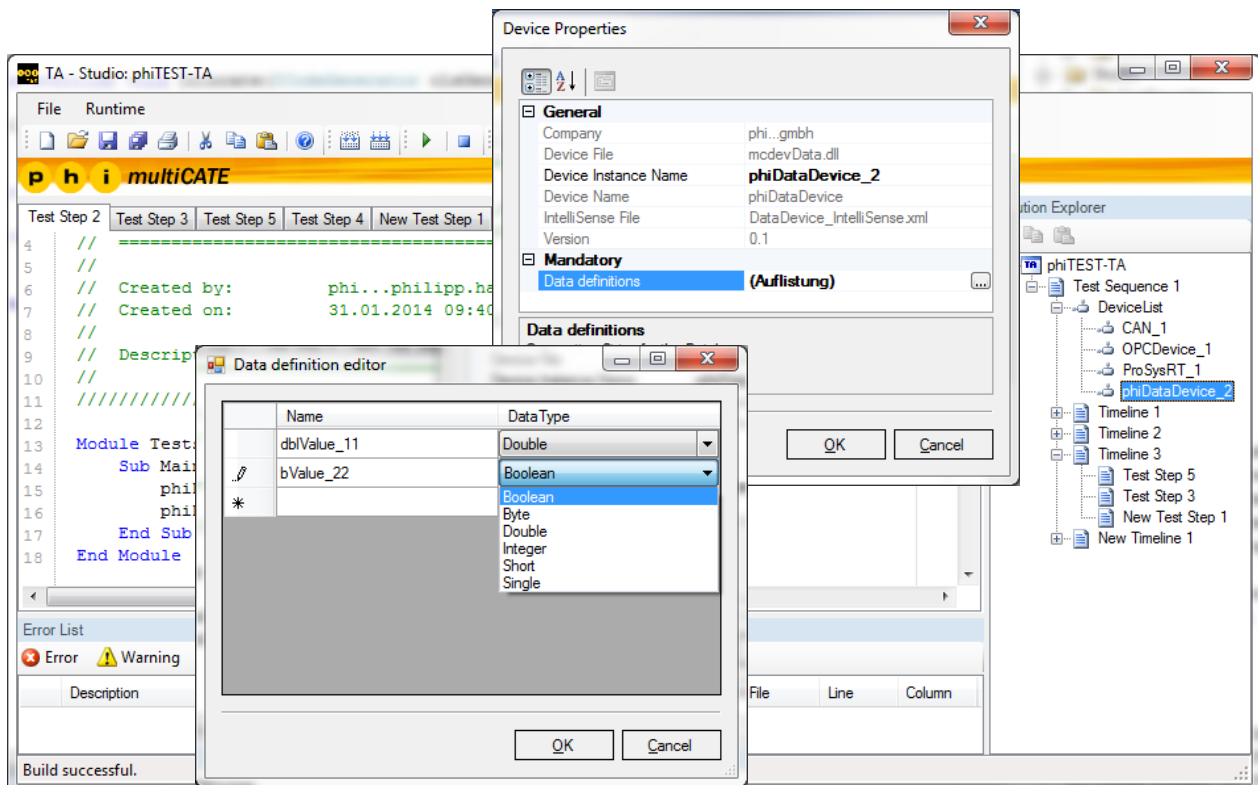 Device Properties
General
Company phi...gmbh
Device File mcdevData.dll
Device Instance Name phiDataDevice_2
Device Name phiDataDevice
IntelliSense File DataDevice_IntelliSense.xml
Version 0.1
Mandatory
Data definitions (Auflistung) ...
Data definitions
OK Cancel
TA - Studio: phiTEST-TA
File Runtime
p h i multiCATE
Test Step 2 Test Step 3 Test Step 5 Test Step 4 New Test Step 1
4 // ====================================
5 //
6 // Created by: phi...philipp.ha
7 // Created on: 31.01.2014 09:40
8 //
9 // Descrip
10 //
11 ////////////
12
13 Module Test
14 Sub Mai
15 phi
16 phi
17 End Sub
18 End Module
Error List
Error Warning
Description File Line Column
Build successful.
Data definition editor
Name DataType
dblValue_11 Double
bValue_22 Boolean
Boolean
Byte
Double
Integer
Short
Single
OK Cancel
ution Explorer
TA phiTEST-TA
Test Sequence 1
DeviceList
CAN_1
OPCDevice_1
ProSysRT_1
phiDataDevice_2
Timeline 1
Timeline 2
Timeline 3
Test Step 5
Test Step 3
New Test Step 1
New Timeline 1